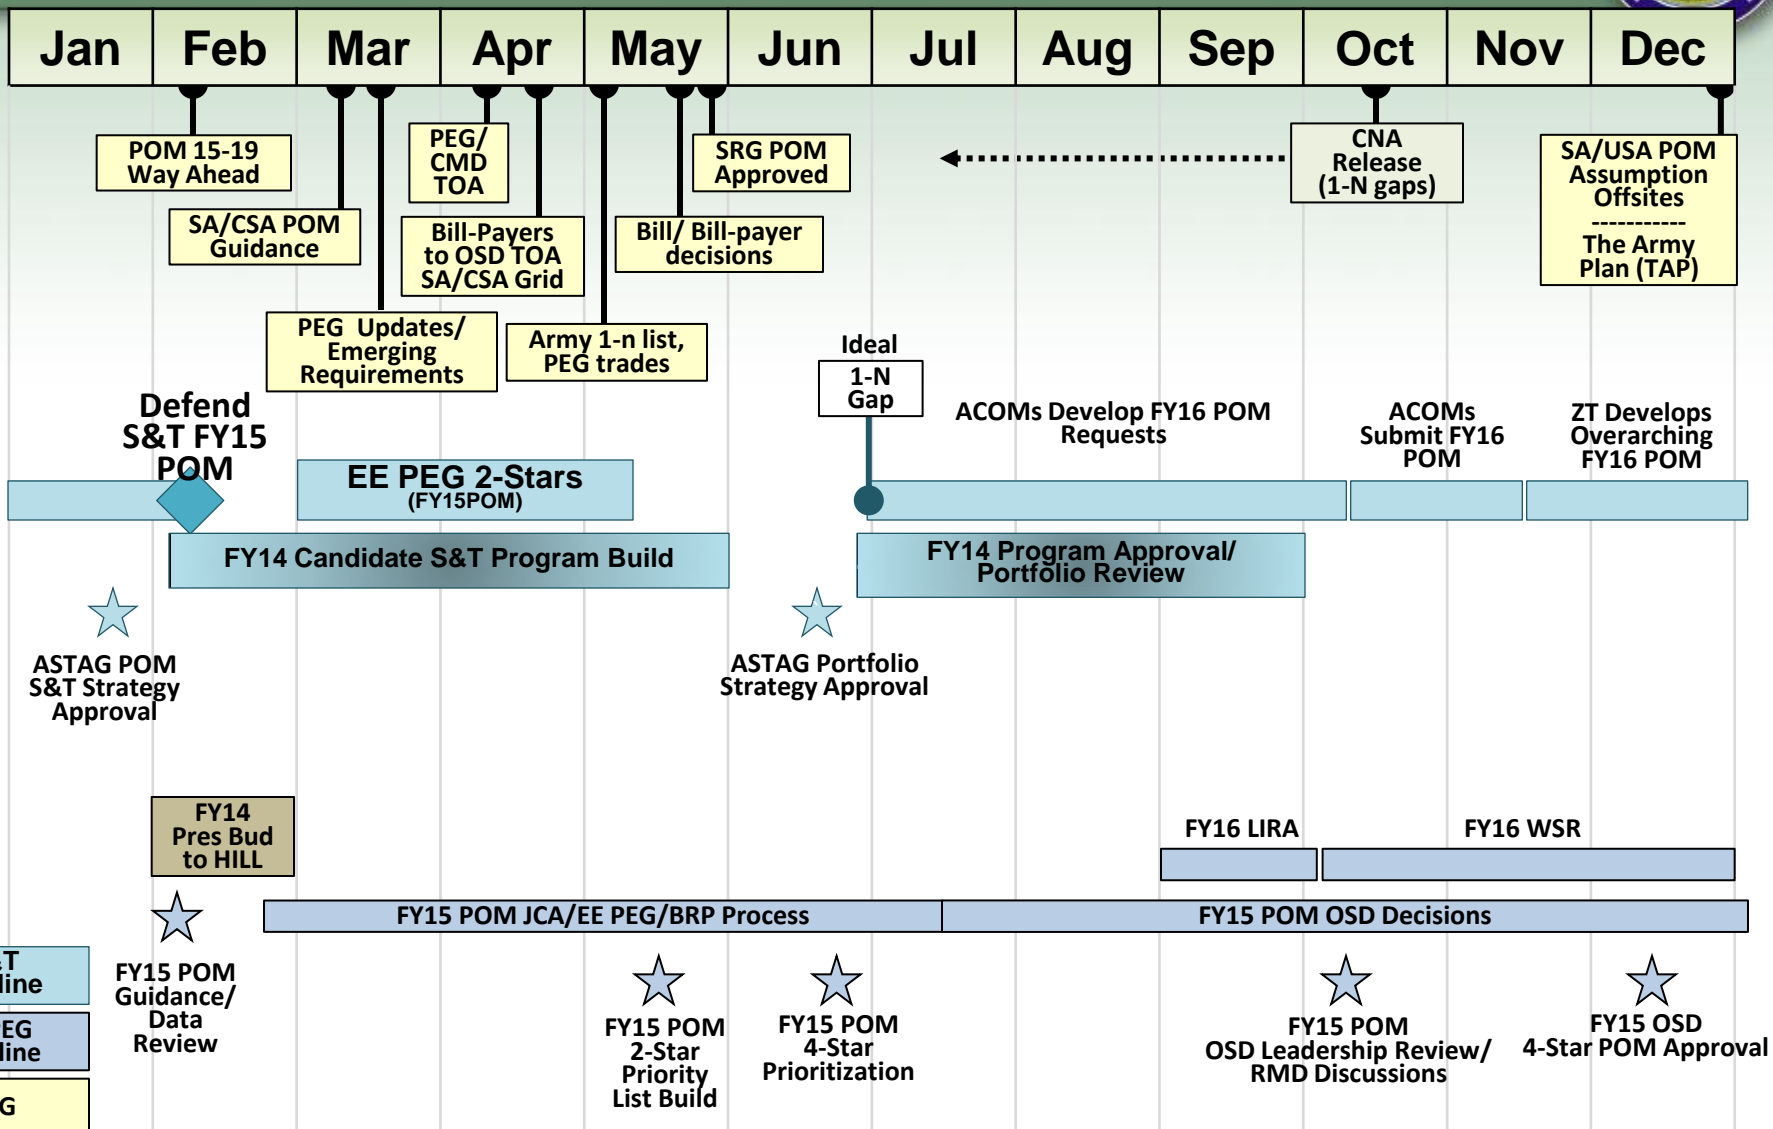 Jan Feb Mar Apr May Jun Jul Aug Sep Oct Nov Dec
POM 15-19
Way Ahead
SA/CSA POM
Guidance
PEG Updates/
Emerging
Requirements
PEG/
CMD
TOA
Bill-Payers
to OSD TOA
SA/CSA Grid
Army 1-n list,
PEG trades
Bill/ Bill-payer
decisions
SRG POM
Approved
CNA
Release
(1-N gaps)
SA/USA POM
Assumption
Offsites
-----------
The Army
Plan (TAP)
Ideal
1-N
Gap
Defend
S&T FY15
POM
EE PEG 2-Stars
(FY15POM)
ACOMs Develop FY16 POM
Requests
ACOMs
Submit FY16
POM
ZT Develops
Overarching
FY16 POM
FY14 Candidate S&T Program Build
FY14 Program Approval/
Portfolio Review
ASTAG POM
S&T Strategy
Approval
ASTAG Portfolio
Strategy Approval
FY14
Pres Bud
to HILL
FY16 LIRA
FY16 WSR
FY15 POM JCA/EE PEG/BRP Process
FY15 POM OSD Decisions
FY15 POM
Guidance/
Data
Review
FY15 POM
2-Star
Priority
List Build
FY15 POM
4-Star
Prioritization
FY15 POM
OSD Leadership Review/
RMD Discussions
FY15 OSD
4-Star POM Approval